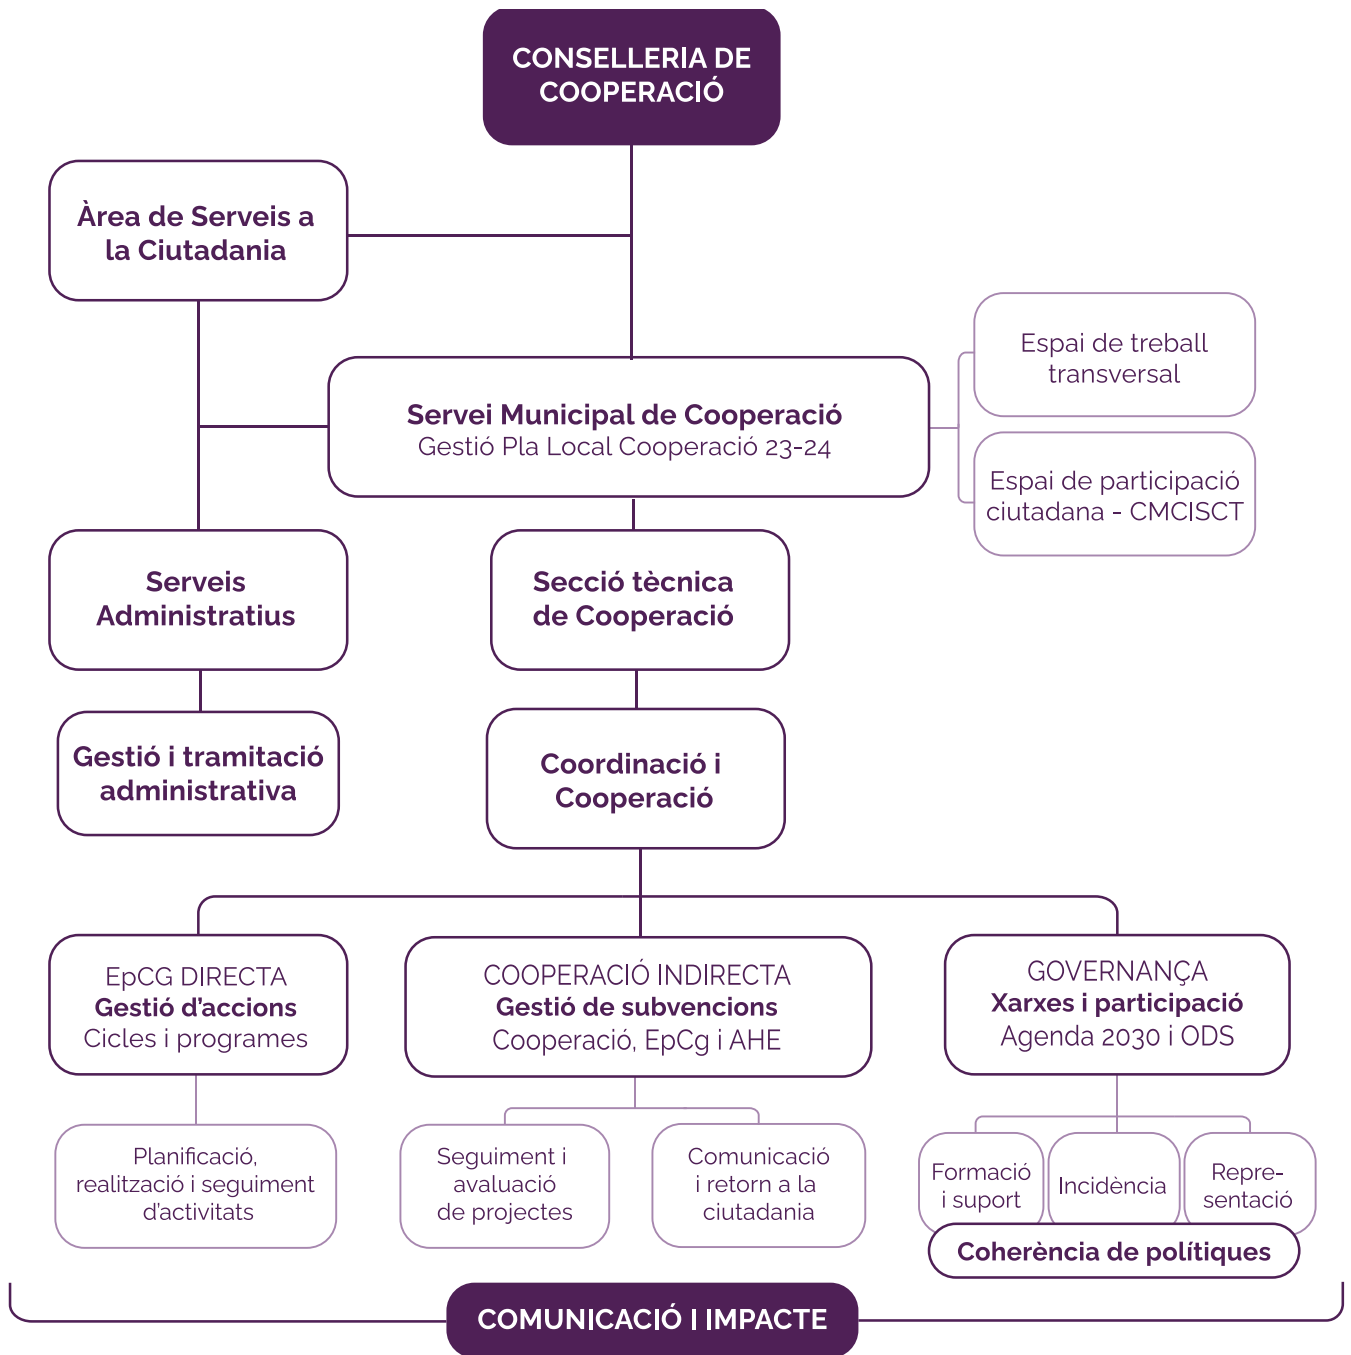 CONSELLERIA DE
COOPERACIÓ
Àrea de Serveis a
la Ciutadania
Espai de treball
transversal
Servei Municipal de Cooperació
Gestió Pla Local Cooperació 23-24
Espai de participació
ciutadana - CMCISCT
Serveis
Administratius
Secció tècnica
de Cooperació
Gestió i tramitació
administrativa
Coordinació i
Cooperació
EpCG DIRECTA
Gestió d'accions
Cicles i programes
COOPERACIÓ INDIRECTA
Gestió de subvencions
Cooperació, EpCg i AHE
GOVERNANÇA
Xarxes i participació
Agenda 2030 i ODS
Planificació,
realització i seguiment
d'activitats
Seguiment i
avaluació
de projectes
Comunicació
i retorn a la
ciutadania
Formació
i suport
Incidència
Repre-
sentació
Coherència de polítiques
COMUNICACIÓ I IMPACTE